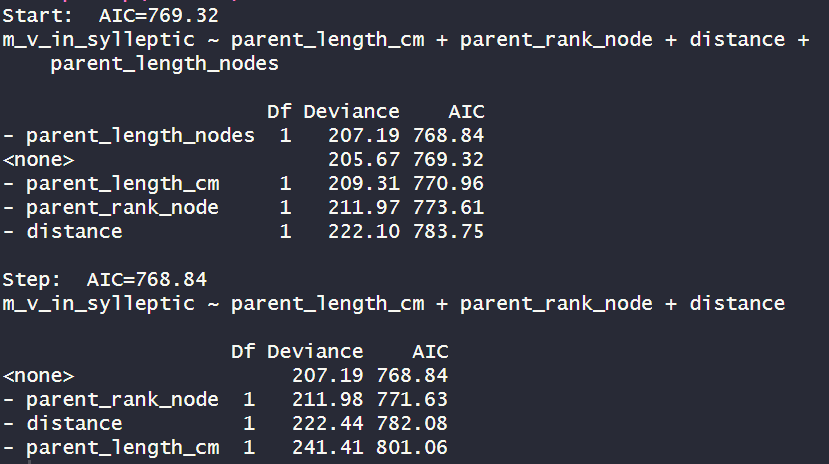 Start:  AIC=769.32
m_v_in_sylleptic ~ parent_length_cm + parent_rank_node + distance +
    parent_length_nodes

                      Df Deviance    AIC
- parent_length_nodes  1   207.19 768.84
<none>                     205.67 769.32
- parent_length_cm     1   209.31 770.96
- parent_rank_node     1   211.97 773.61
- distance             1   222.10 783.75

Step:  AIC=768.84
m_v_in_sylleptic ~ parent_length_cm + parent_rank_node + distance

                   Df Deviance    AIC
<none>                  207.19 768.84
- parent_rank_node  1   211.98 771.63
- distance          1   222.44 782.08
- parent_length_cm  1   241.41 801.06